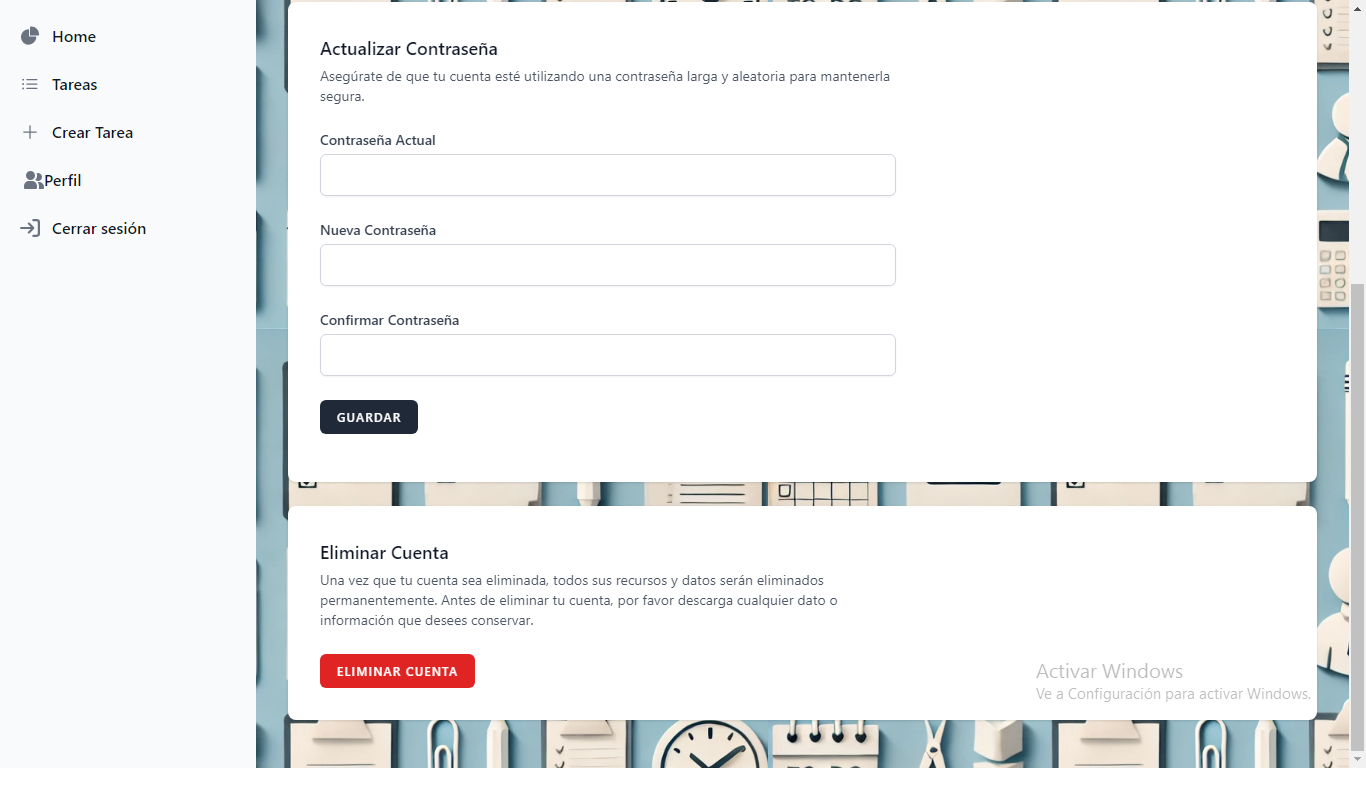 Home
Tareas
Crear Tarea
Perfil
Cerrar sesión
Actualizar Contraseña
Asegúrate de que tu cuenta esté utilizando una contraseña larga y aleatoria para mantenerla
segura.
Contraseña Actual
Nueva Contraseña
Confirmar Contraseña
GUARDAR
Eliminar Cuenta
Una vez que tu cuenta sea eliminada, todos sus recursos y datos serán eliminados
permanentemente. Antes de eliminar tu cuenta, por favor descarga cualquier dato o
información que desees conservar.
ELIMINAR CUENTA
Activar Windows
Ve a Configuración para activar Windows.